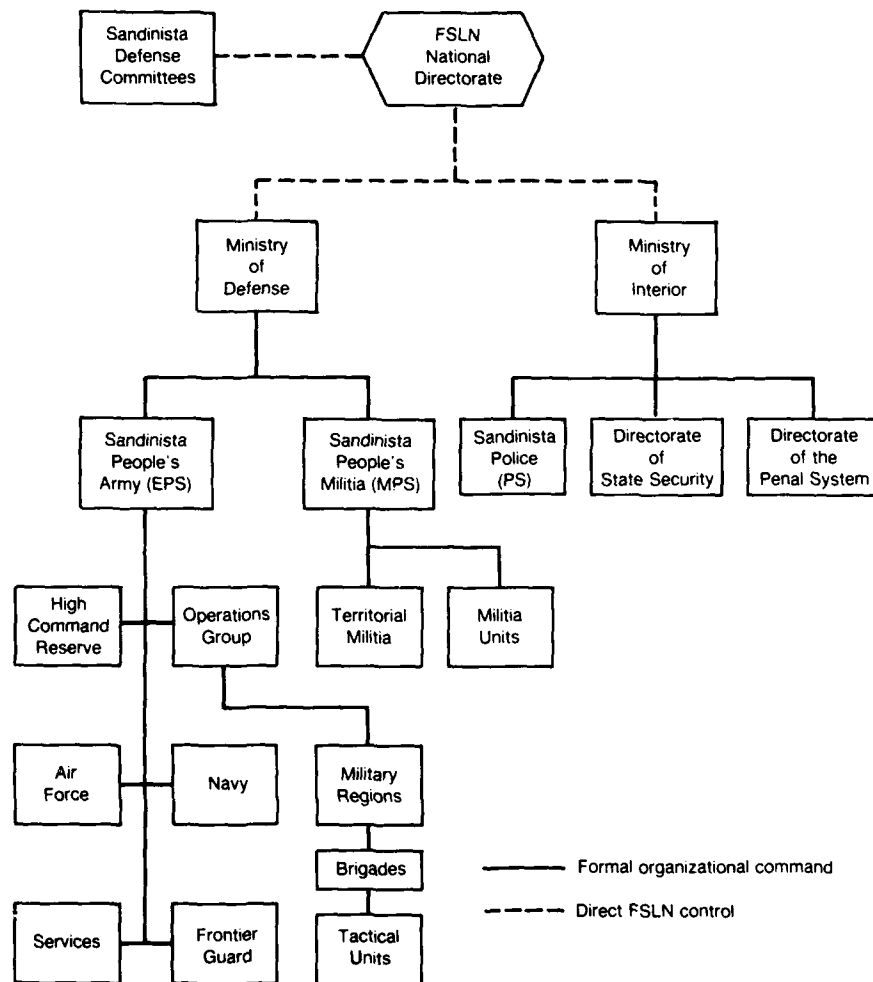 Sandinista
Defense
Committees
FSLN
National
Directorate
Ministry
of
Defense
Ministry
of
Interior
Sandinista
People's
Army (EPS)
Sandinista
People's
Militia (MPS)
Sandinista
Police
(PS)
Directorate
of
State Security
Directorate
of the
Penal System
High
Command
Reserve
Operations
Group
Territorial
Militia
Militia
Units
Air
Force
Navy
Military
Regions
Brigades
Formal organizational command
Direct FSLN control
Services
Frontier
Guard
Tactical
Units